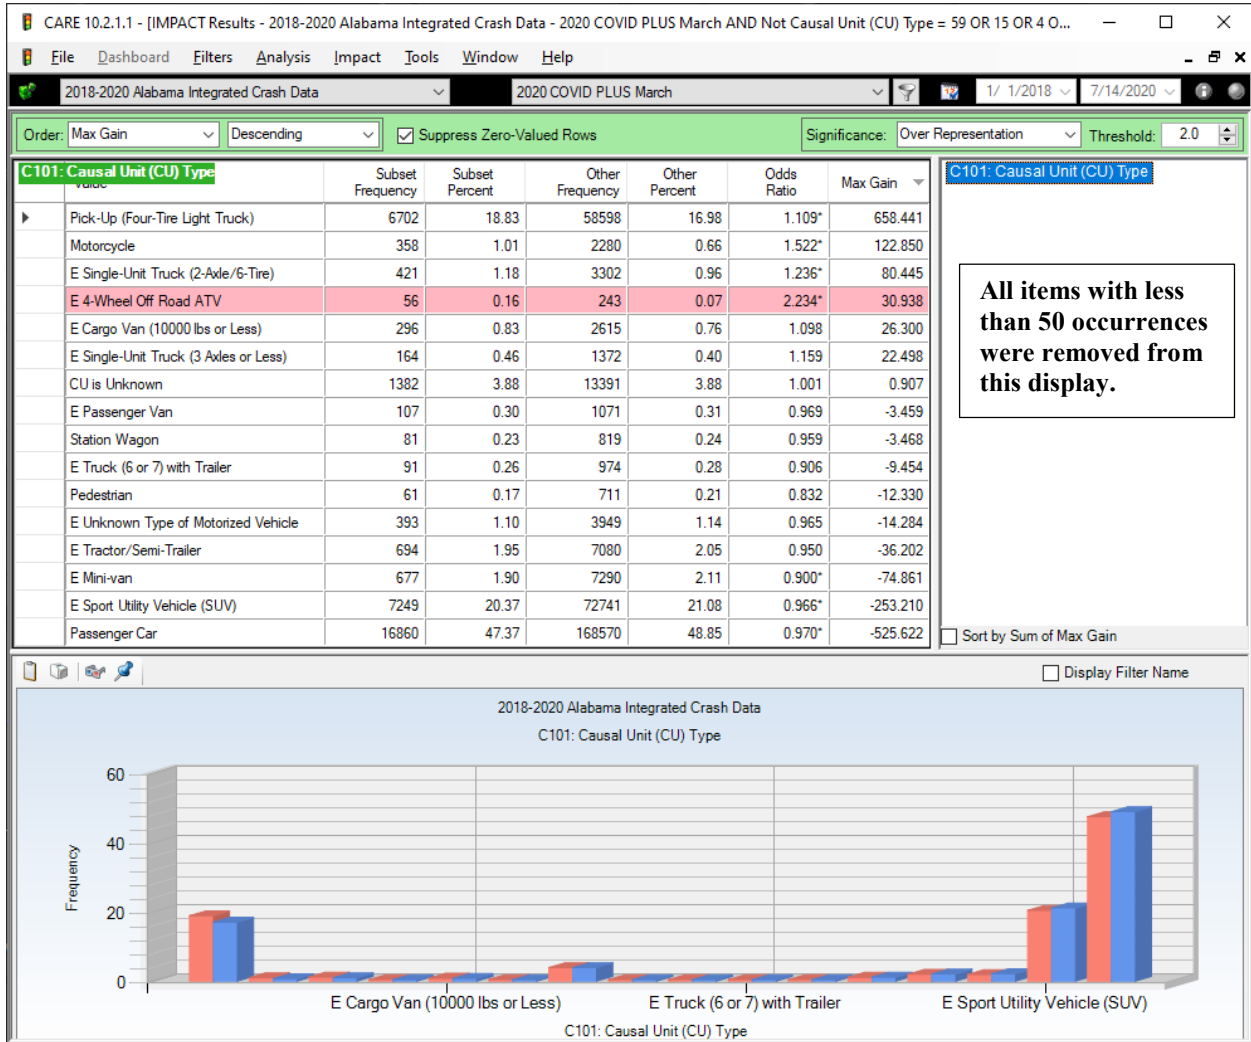 CARE 10.2.1.1 - [IMPACT Results - 2018-2020 Alabama Integrated Crash Data - 2020 COVID PLUS March AND Not Causal Unit (CU) Type = 59 OR 15 OR 4 O...
File Dashboard Filters Analysis Impact Tools Window Help
2018-2020 Alabama Integrated Crash Data 2020 COVID PLUS March 1/ 1/2018 7/14/2020
Order: Max Gain Descending Suppress Zero-Valued Rows Significance: Over Representation Threshold: 2.0
C101: Causal Unit (CU) Type Subset Frequency Subset Percent Other Frequency Other Percent Odds Ratio Max Gain C101: Causal Unit (CU) Type
Pick-Up (Four-Tire Light Truck) 6702 18.83 58598 16.98 1.109* 658.441
Motorcycle 358 1.01 2280 0.66 1.522* 122.850
E Single-Unit Truck (2-Axle/6-Tire) 421 1.18 3302 0.96 1.236* 80.445
E 4-Wheel Off Road ATV 56 0.16 243 0.07 2.234* 30.938
E Cargo Van (10000 lbs or Less) 296 0.83 2615 0.76 1.098 26.300
E Single-Unit Truck (3 Axles or Less) 164 0.46 1372 0.40 1.159 22.498
CU is Unknown 1382 3.88 13391 3.88 1.001 0.907
E Passenger Van 107 0.30 1071 0.31 0.969 -3.459
Station Wagon 81 0.23 819 0.24 0.959 -3.468
E Truck (6 or 7) with Trailer 91 0.26 974 0.28 0.906 -9.454
Pedestrian 61 0.17 711 0.21 0.832 -12.330
E Unknown Type of Motorized Vehicle 393 1.10 3949 1.14 0.965 -14.284
E Tractor/Semi-Trailer 694 1.95 7080 2.05 0.950 -36.202
E Mini-van 677 1.90 7290 2.11 0.900* -74.861
E Sport Utility Vehicle (SUV) 7249 20.37 72741 21.08 0.966* -253.210
Passenger Car 16860 47.37 168570 48.85 0.970* -525.622
All items with less
than 50 occurrences
were removed from
this display.
Sort by Sum of Max Gain
Display Filter Name
2018-2020 Alabama Integrated Crash Data
C101: Causal Unit (CU) Type
60
40
20
0
Frequency
E Cargo Van (10000 lbs or Less) E Truck (6 or 7) with Trailer E Sport Utility Vehicle (SUV)
C101: Causal Unit (CU) Type